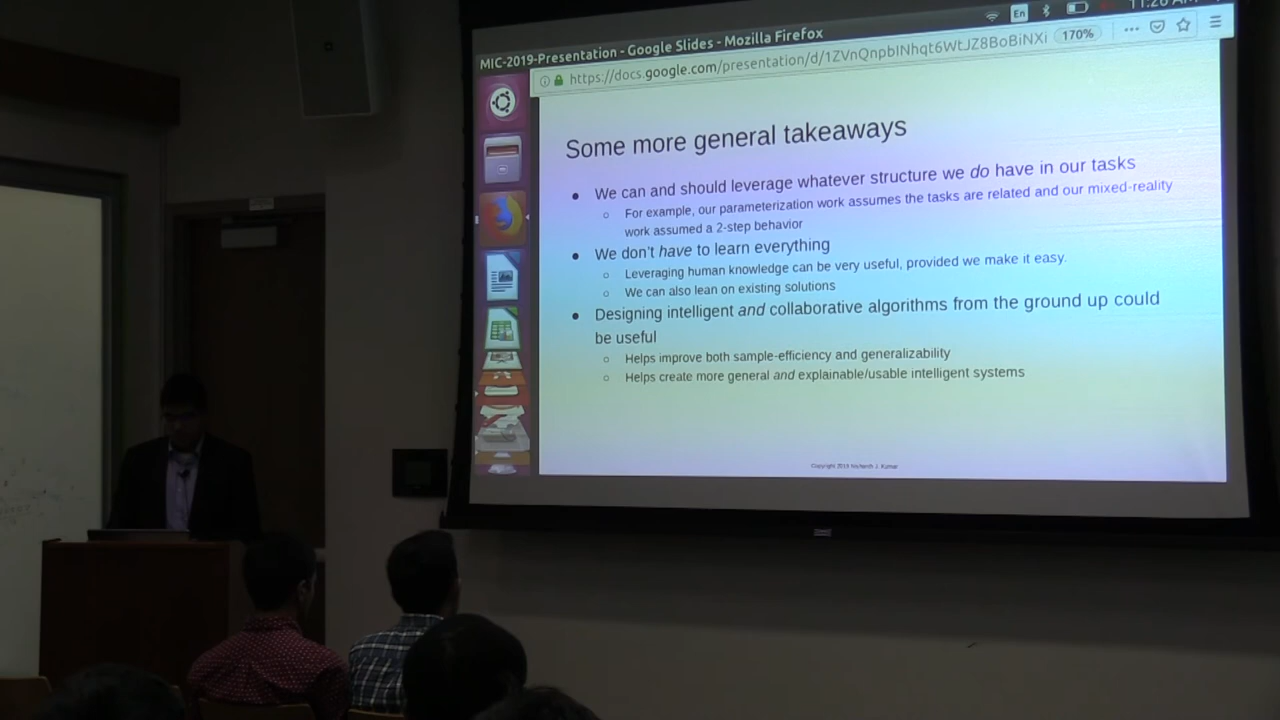 En
MIC-2019-Presentation - Google Slides - Mozilla Firefox
https://docs.google.com/presentation/d/1ZVnQnpbINhqt6WtJZ8BoBiNXi 170%
Some more general takeaways
• We can and should leverage whatever structure we do have in our tasks
○ For example, our parameterization work assumes the tasks are related and our mixed-reality
work assumed a 2-step behavior
• We don't have to learn everything
○ Leveraging human knowledge can be very useful, provided we make it easy.
○ We can also lean on existing solutions
• Designing intelligent and collaborative algorithms from the ground up could
be useful
○ Helps improve both sample-efficiency and generalizability
○ Helps create more general and explainable/usable intelligent systems
Copyright 2019 J. Kumar